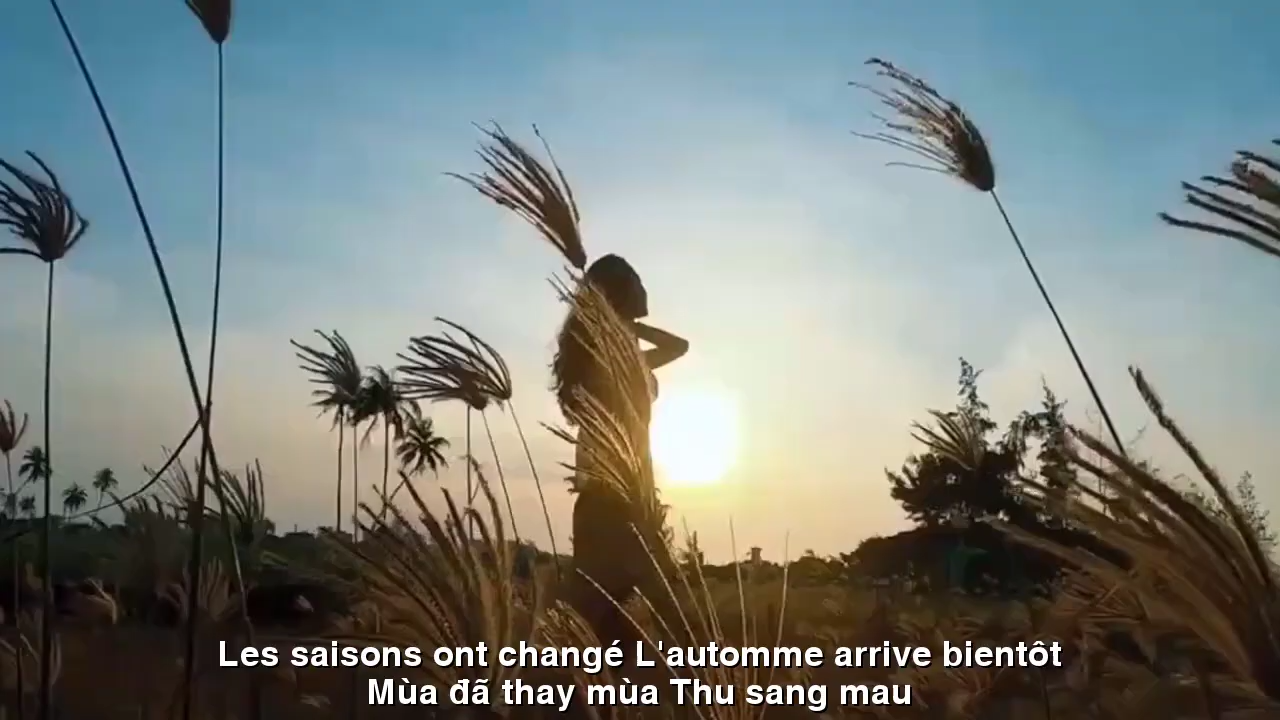 Les saisons ont changé L'automme arrive bientôt
Mùa đã thay mùa Thu sang mau